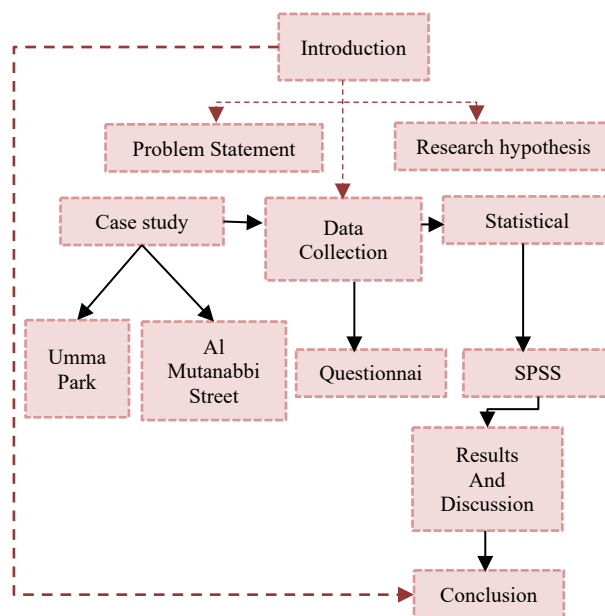 Introduction
Problem Statement
Research hypothesis
Case study
Data
Collection
Statistical
Umma
Park
Al
Mutanabbi
Street
Questionnai
SPSS
Results
And
Discussion
Conclusion